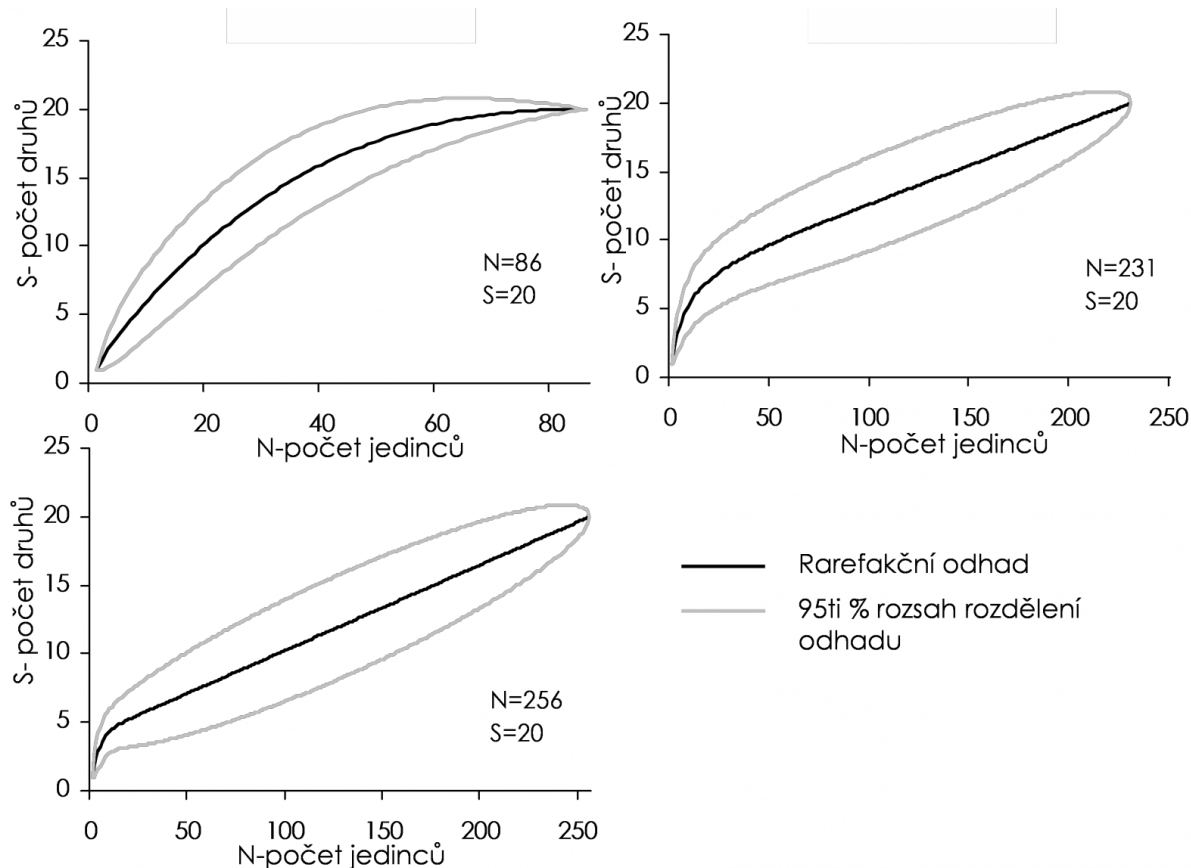 25
20
15
10
5
0
S- počet druhů
N=86
S=20
0 20 40 60 80
N-počet jedinců
25
20
15
10
5
0
S- počet druhů
N=231
S=20
0 50 100 150 200 250
N-počet jedinců
25
20
15
10
5
0
S- počet druhů
N=256
S=20
0 50 100 150 200 250
N-počet jedinců
Rarefakční odhad
95ti % rozsah rozdělení
odhadu